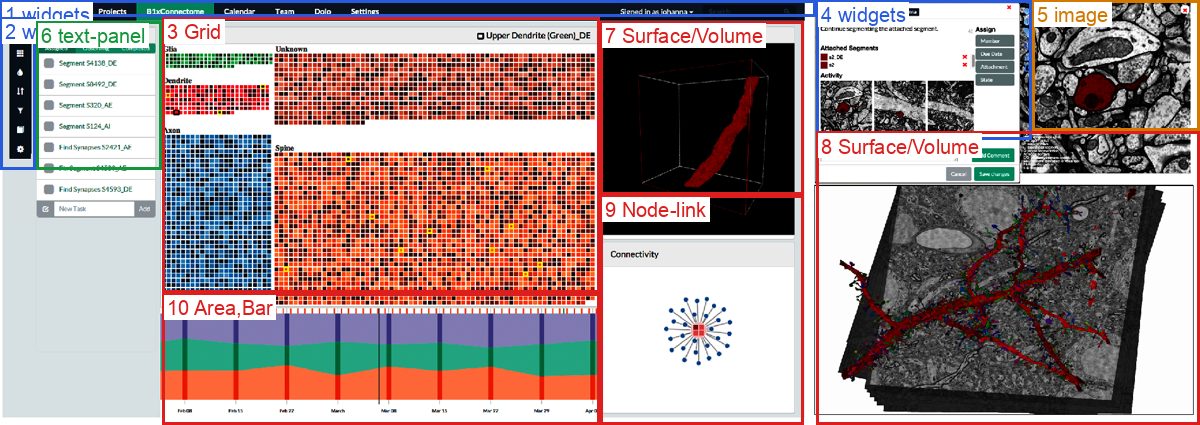 1 widgets
Projects
B1xConnectome
Calendar
Team
Dojo
Settings
Signed in as johanna
Search
2 w
6 text-panel
Segment S4138_DE
Segment S0492_DE
Segment S320_AE
Segment S124_AI
Find Synapses S2421_AE
Find Synapses S4593_DE
New Task
Add
3 Grid
Upper Dendrite (Green)_DE
Glia
Unknown
Dendrite
Axon
Spine
10 Area,Bar
Feb 08
Feb 15
Feb 22
March
Mar 08
Mar 15
Mar 22
Mar 29
7 Surface/Volume
9 Node-link
Connectivity
4 widgets
Continue segmenting the attached segment.
Attached Segments
a2_DE
a2
Activity
Assign
Member
Due Date
Attachment
State
5 image
8 Surface/Volume
Comment
Cancel
Save changes